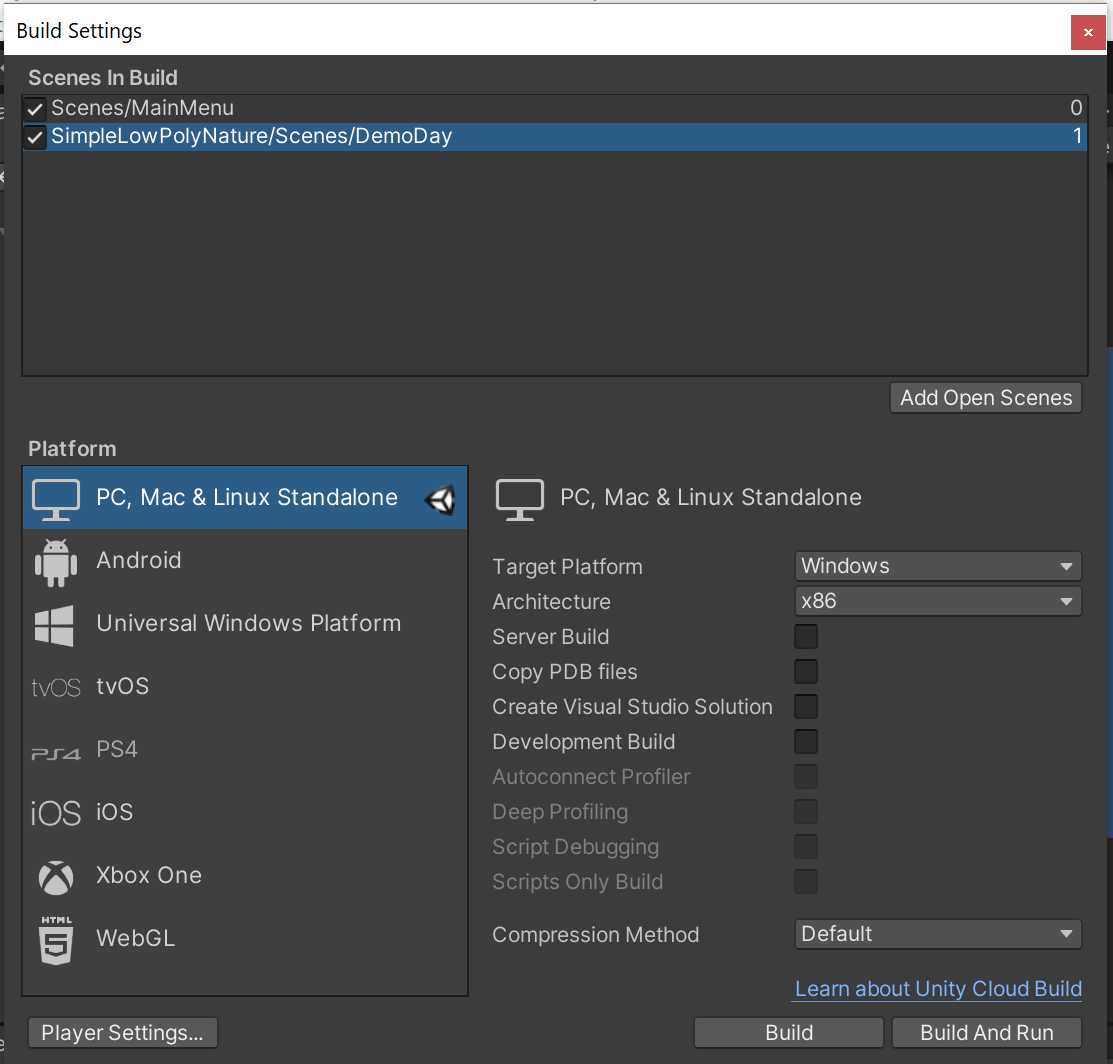 Build Settings
Scenes In Build
Scenes/MainMenu 0
SimpleLowPolyNature/Scenes/DemoDay 1
Add Open Scenes
Platform
PC, Mac & Linux Standalone
Android
Universal Windows Platform
tvOS tvOS
PS4 PS4
iOS iOS
Xbox One
HTML 5 WebGL
PC, Mac & Linux Standalone
Target Platform Windows
Architecture x86
Server Build
Copy PDB files
Create Visual Studio Solution
Development Build
Autoconnect Profiler
Deep Profiling
Script Debugging
Scripts Only Build
Compression Method Default
Learn about Unity Cloud Build
Player Settings... Build Build And Run